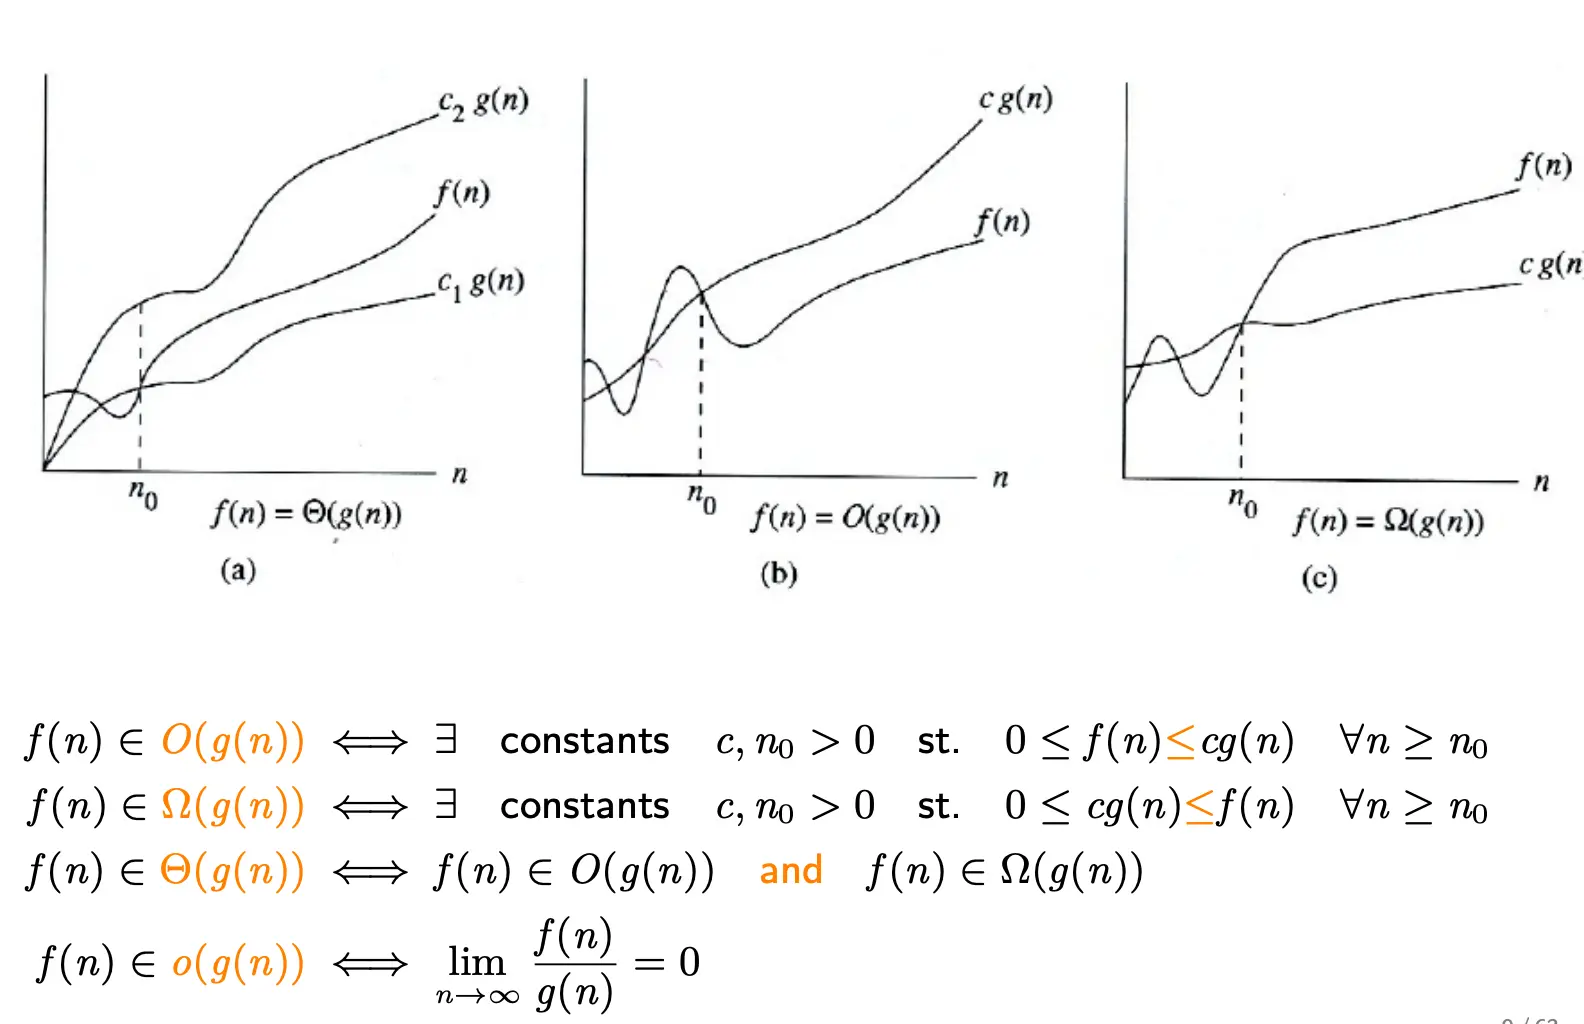 c₂ g(n)
f(n)
c₁ g(n)
n
n₀
f(n) = Θ(g(n))
(a)
c g(n)
f(n)
n
n₀
f(n) = O(g(n))
(b)
f(n)
c g(n)
n
n₀
f(n) = Ω(g(n))
(c)
f(n) ∈ O(g(n)) ⟺ ∃ constants c, n₀ > 0 st. 0 ≤ f(n) ≤ cg(n) ∀n ≥ n₀
f(n) ∈ Ω(g(n)) ⟺ ∃ constants c, n₀ > 0 st. 0 ≤ cg(n) ≤ f(n) ∀n ≥ n₀
f(n) ∈ Θ(g(n)) ⟺ f(n) ∈ O(g(n)) and f(n) ∈ Ω(g(n))
f(n) ∈ o(g(n)) ⟺ lim n→∞ f(n)/g(n) = 0